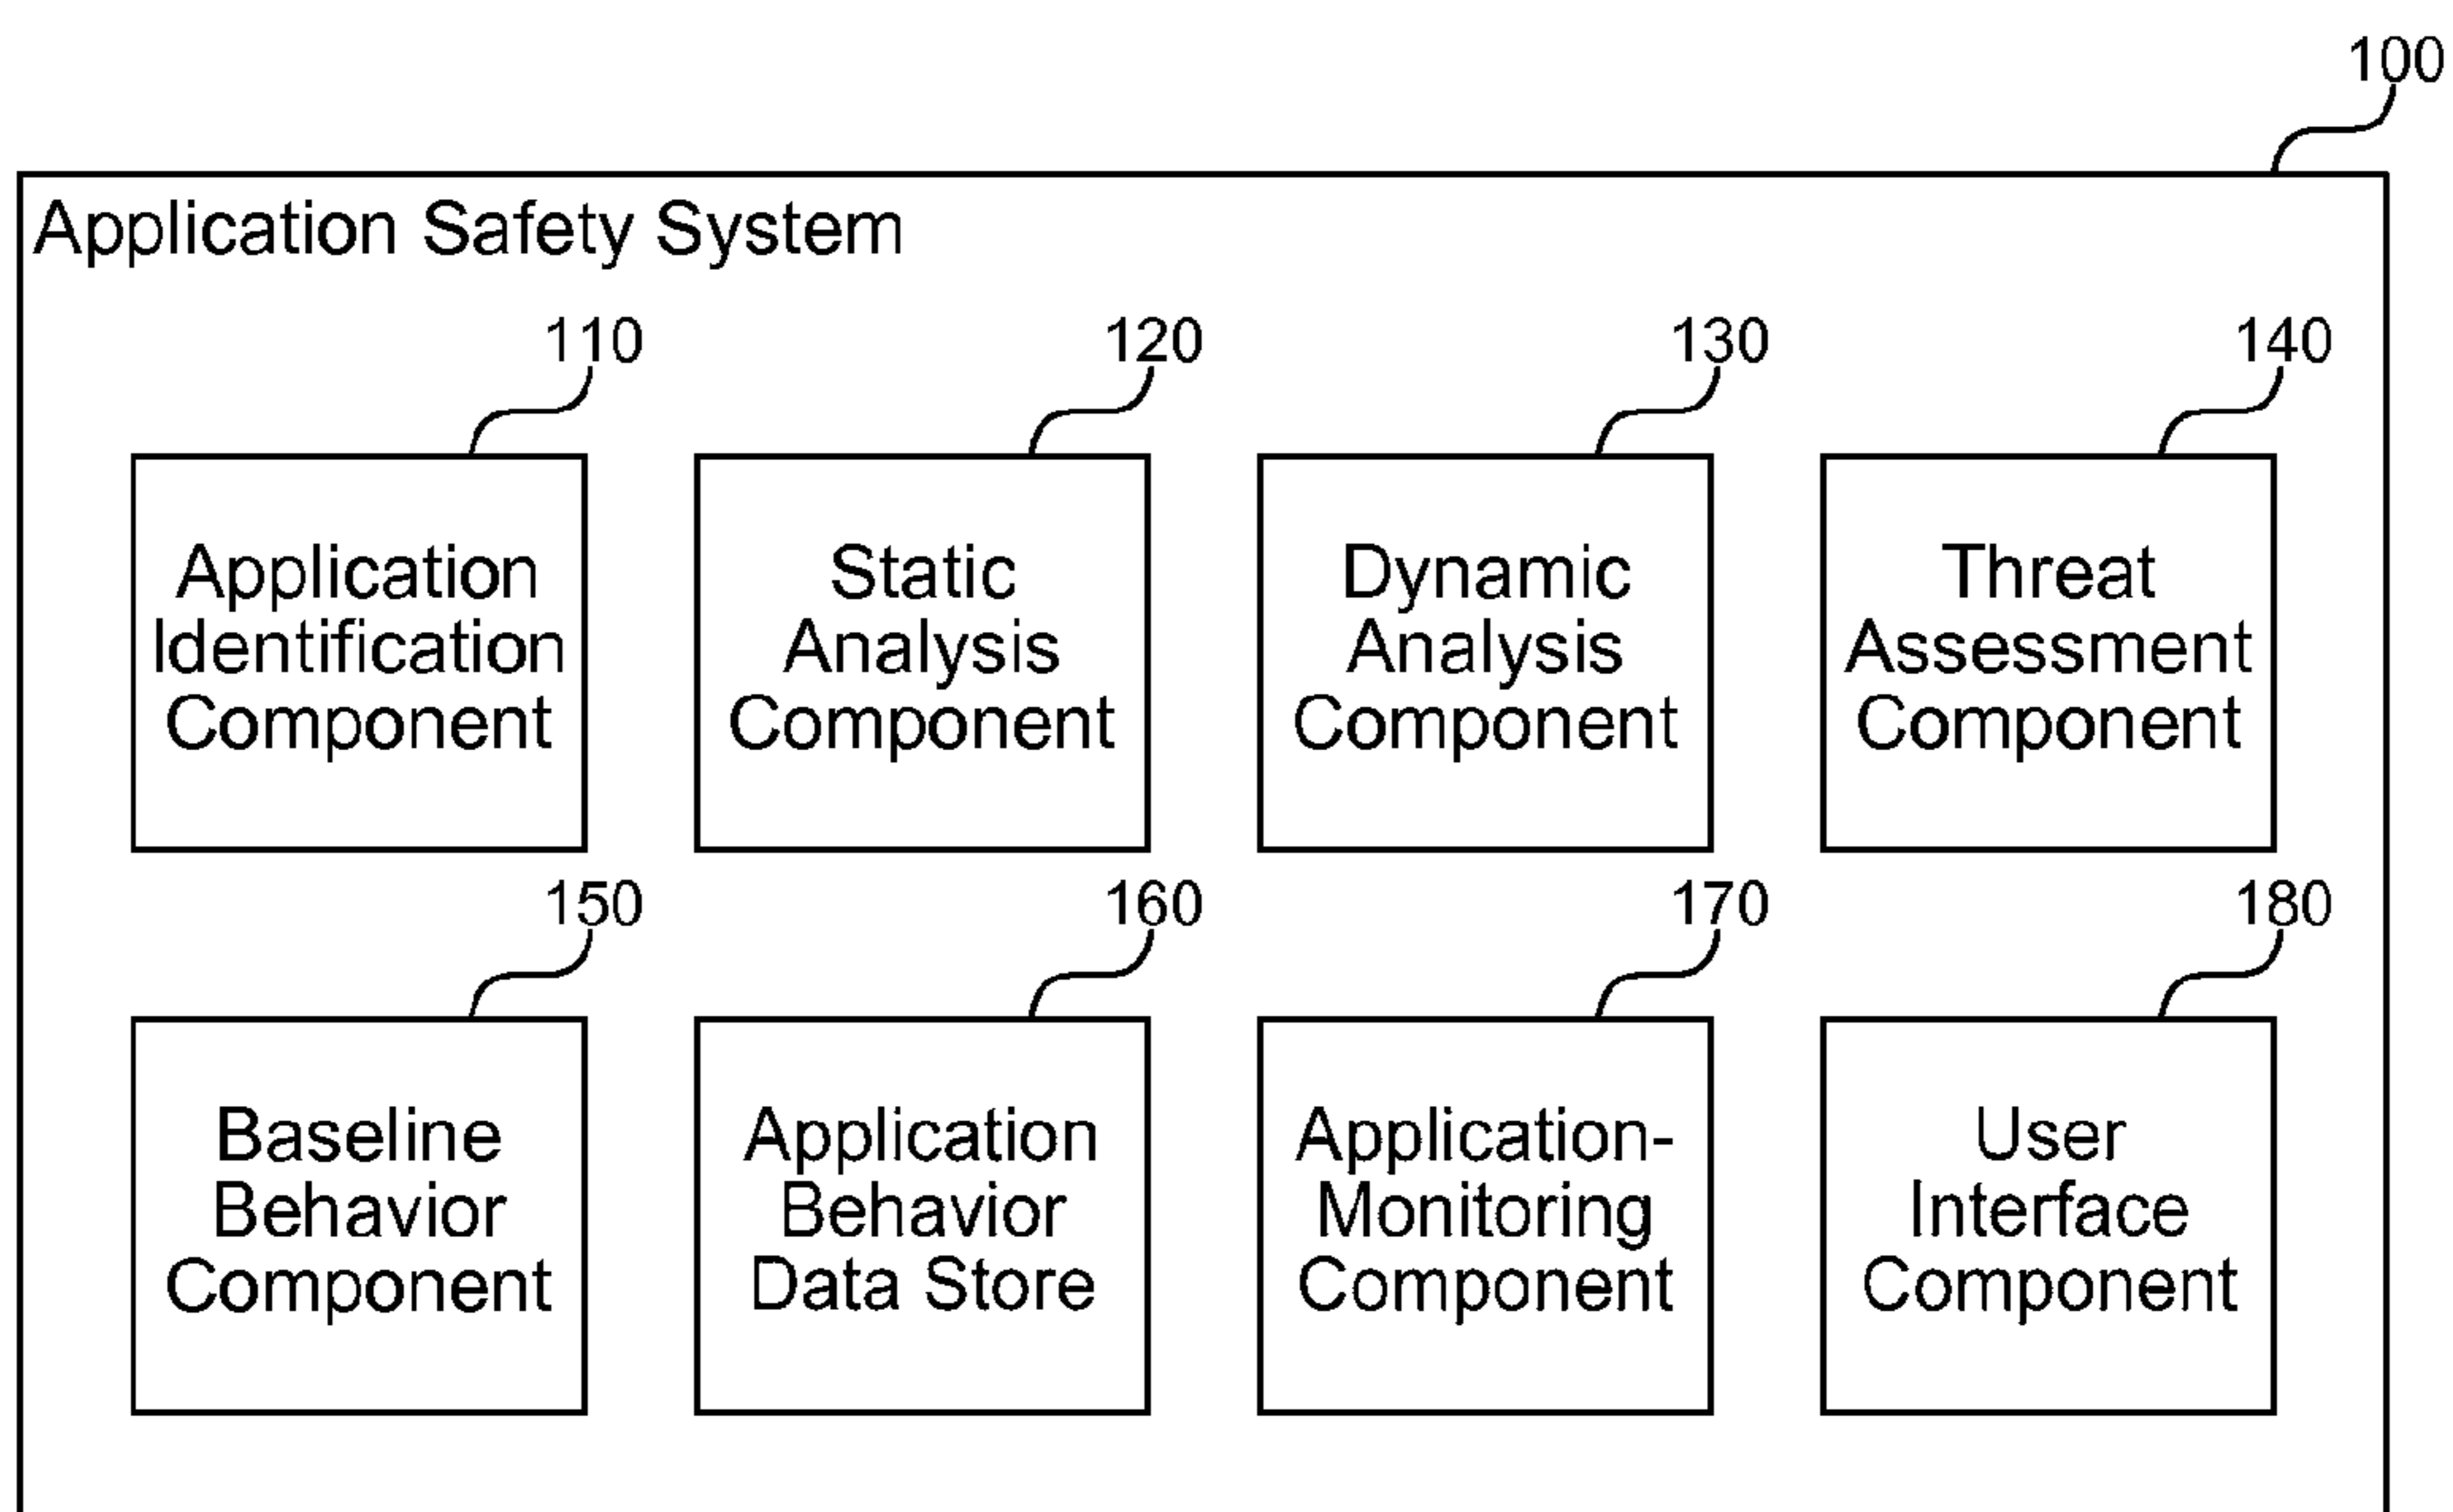 100
Application Safety System
110
120
130
140
Application
Identification
Component
Static
Analysis
Component
Dynamic
Analysis
Component
Threat
Assessment
Component
150
160
170
180
Baseline
Behavior
Component
Application
Behavior
Data Store
Application-
Monitoring
Component
User
Interface
Component